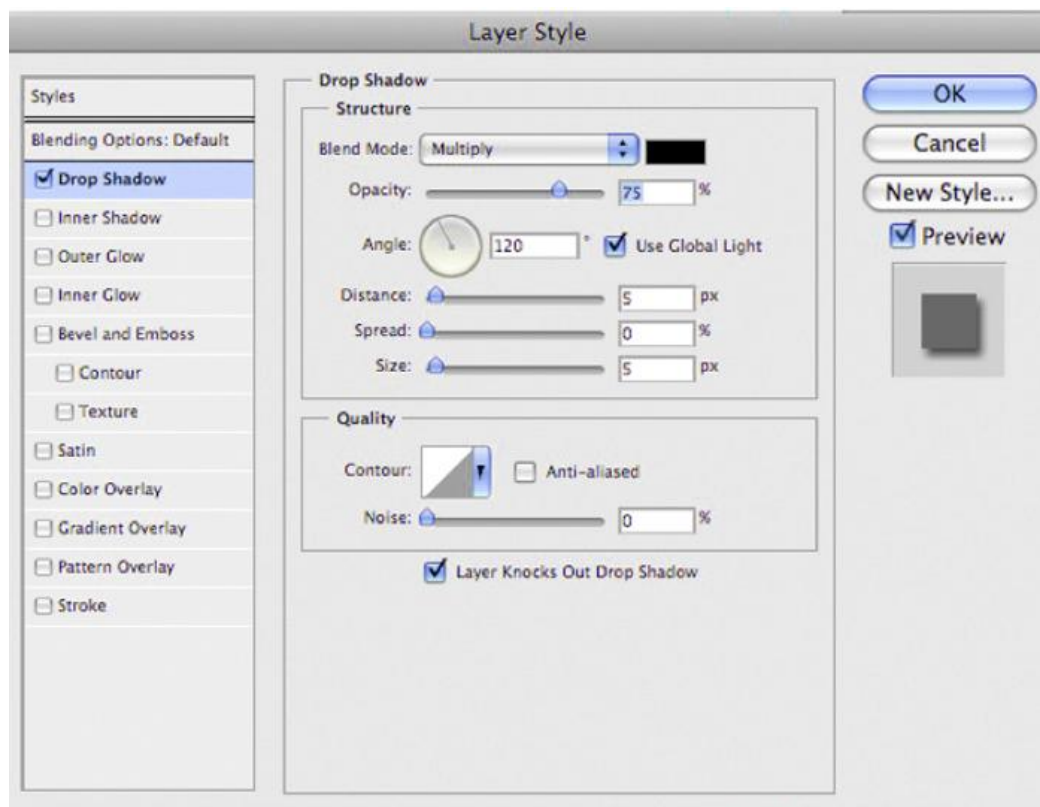 Layer Style
Styles
Blending Options: Default
Drop Shadow
Inner Shadow
Outer Glow
Inner Glow
Bevel and Emboss
Contour
Texture
Satin
Color Overlay
Gradient Overlay
Pattern Overlay
Stroke
Drop Shadow
Structure
Blend Mode: Multiply
Opacity: 75 %
Angle: 120 ° Use Global Light
Distance: 5 px
Spread: 0 %
Size: 5 px
Quality
Contour: Anti-aliased
Noise: 0 %
Layer Knocks Out Drop Shadow
OK
Cancel
New Style...
Preview